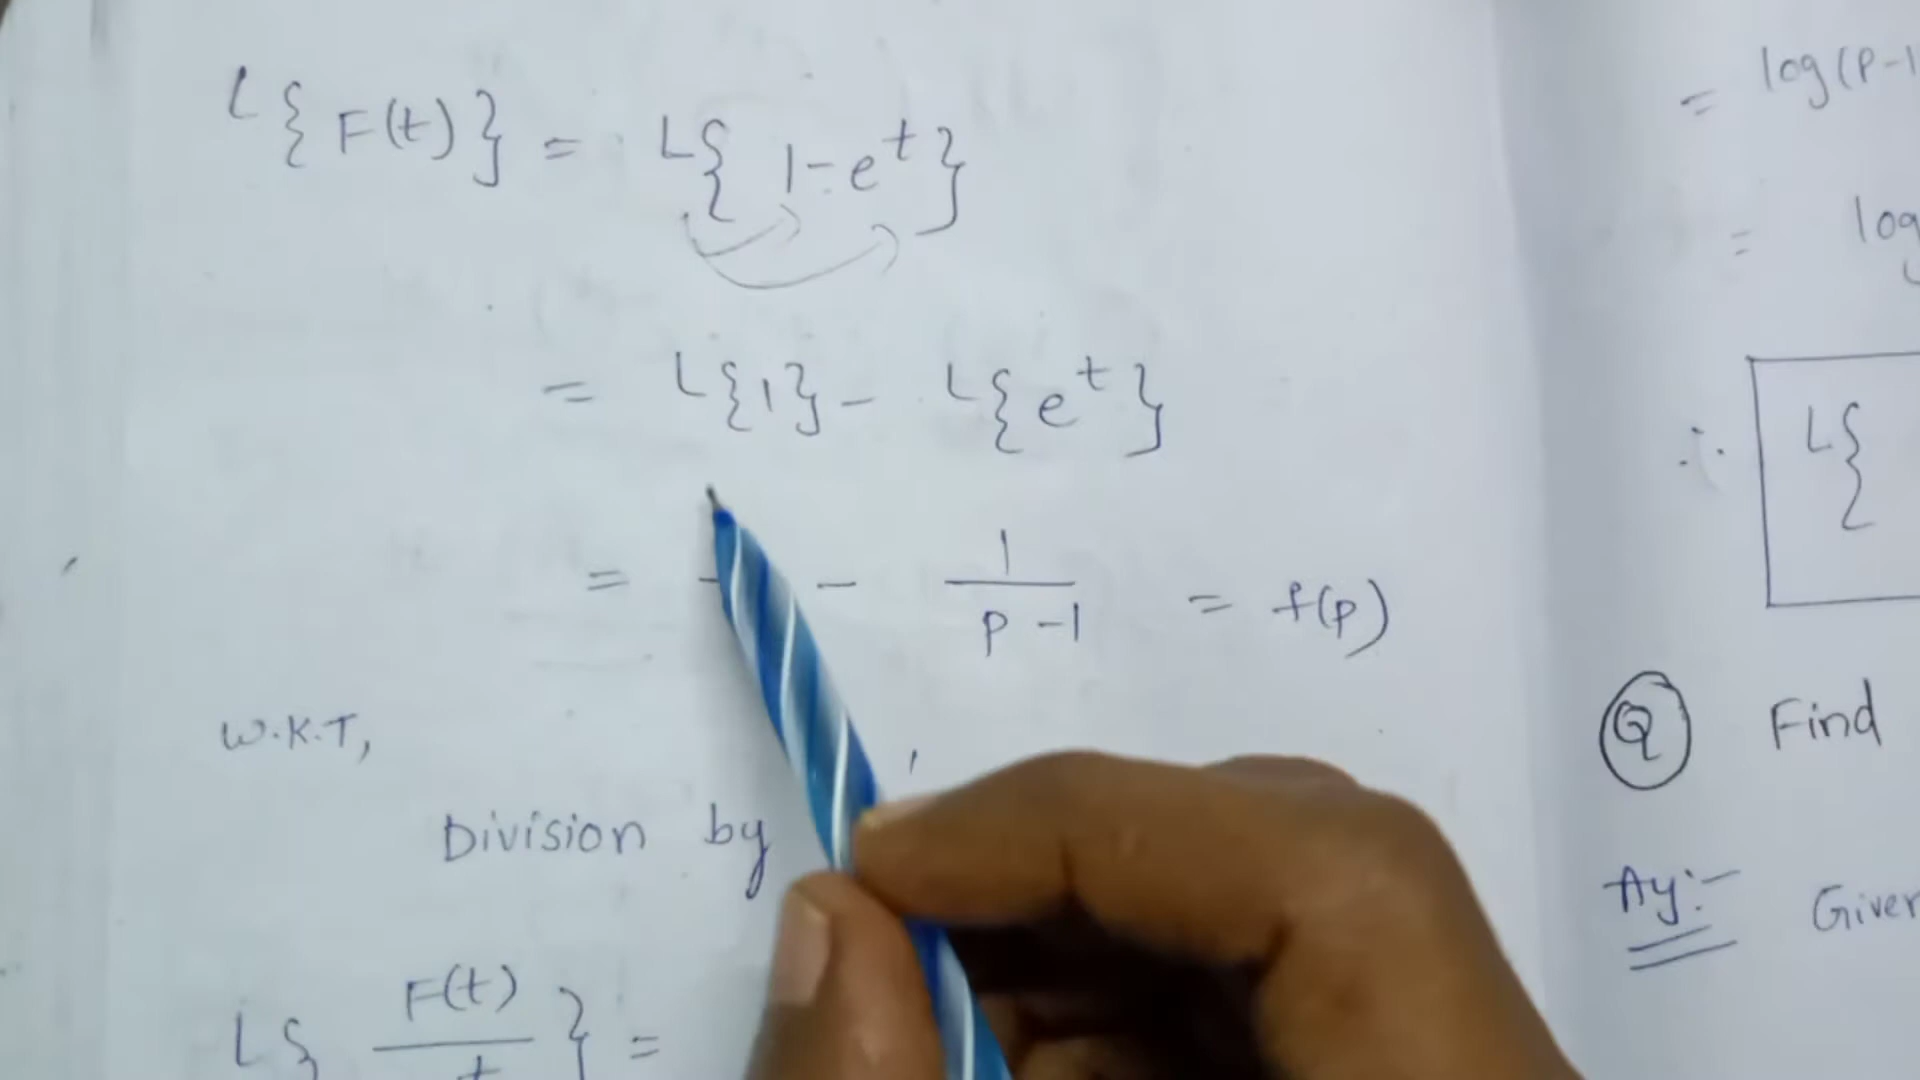 L{F(t)} = L{1-e^t}
= L{1} - L{e^t}
= - 1/(p-1) = f(p)
W.K.T,
Division by
L{F(t)/t} =
= log(p-1
= log
∴ L{
Q Find
Ay:- Given